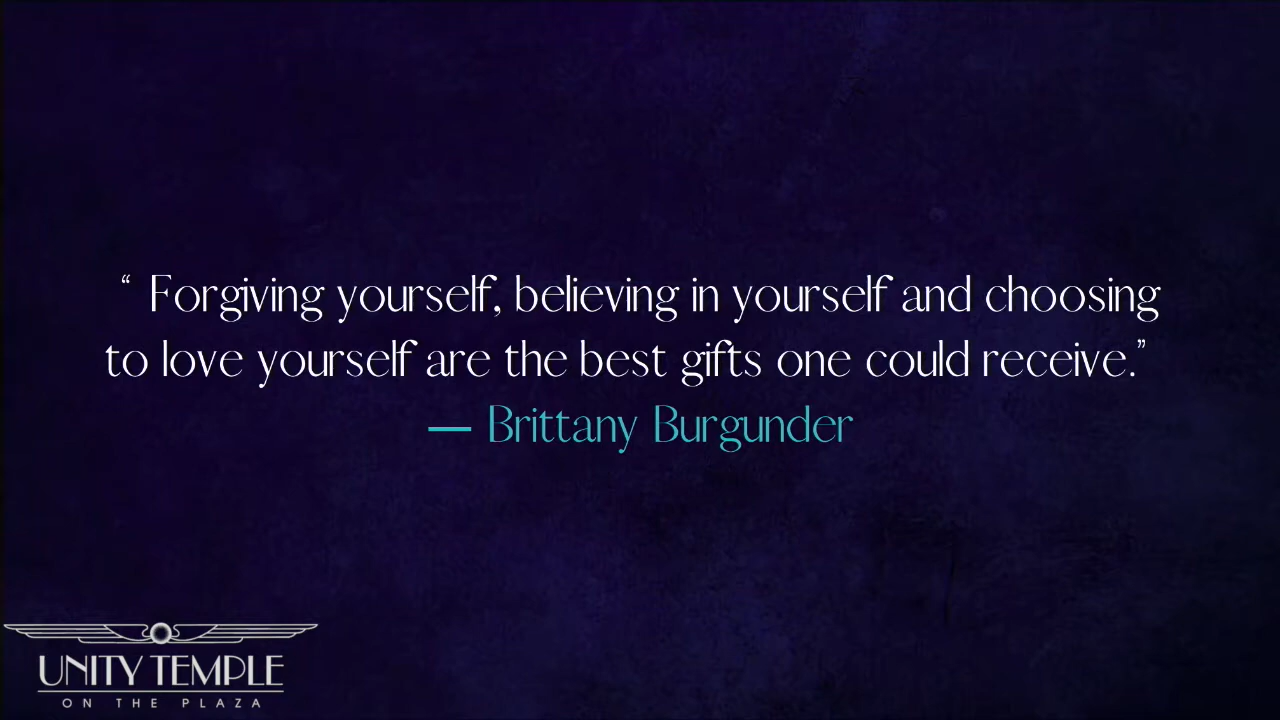 “ Forgiving yourself, believing in yourself and choosing
to love yourself are the best gifts one could receive.”
— Brittany Burgunder
UNITY TEMPLE
ON THE PLAZA